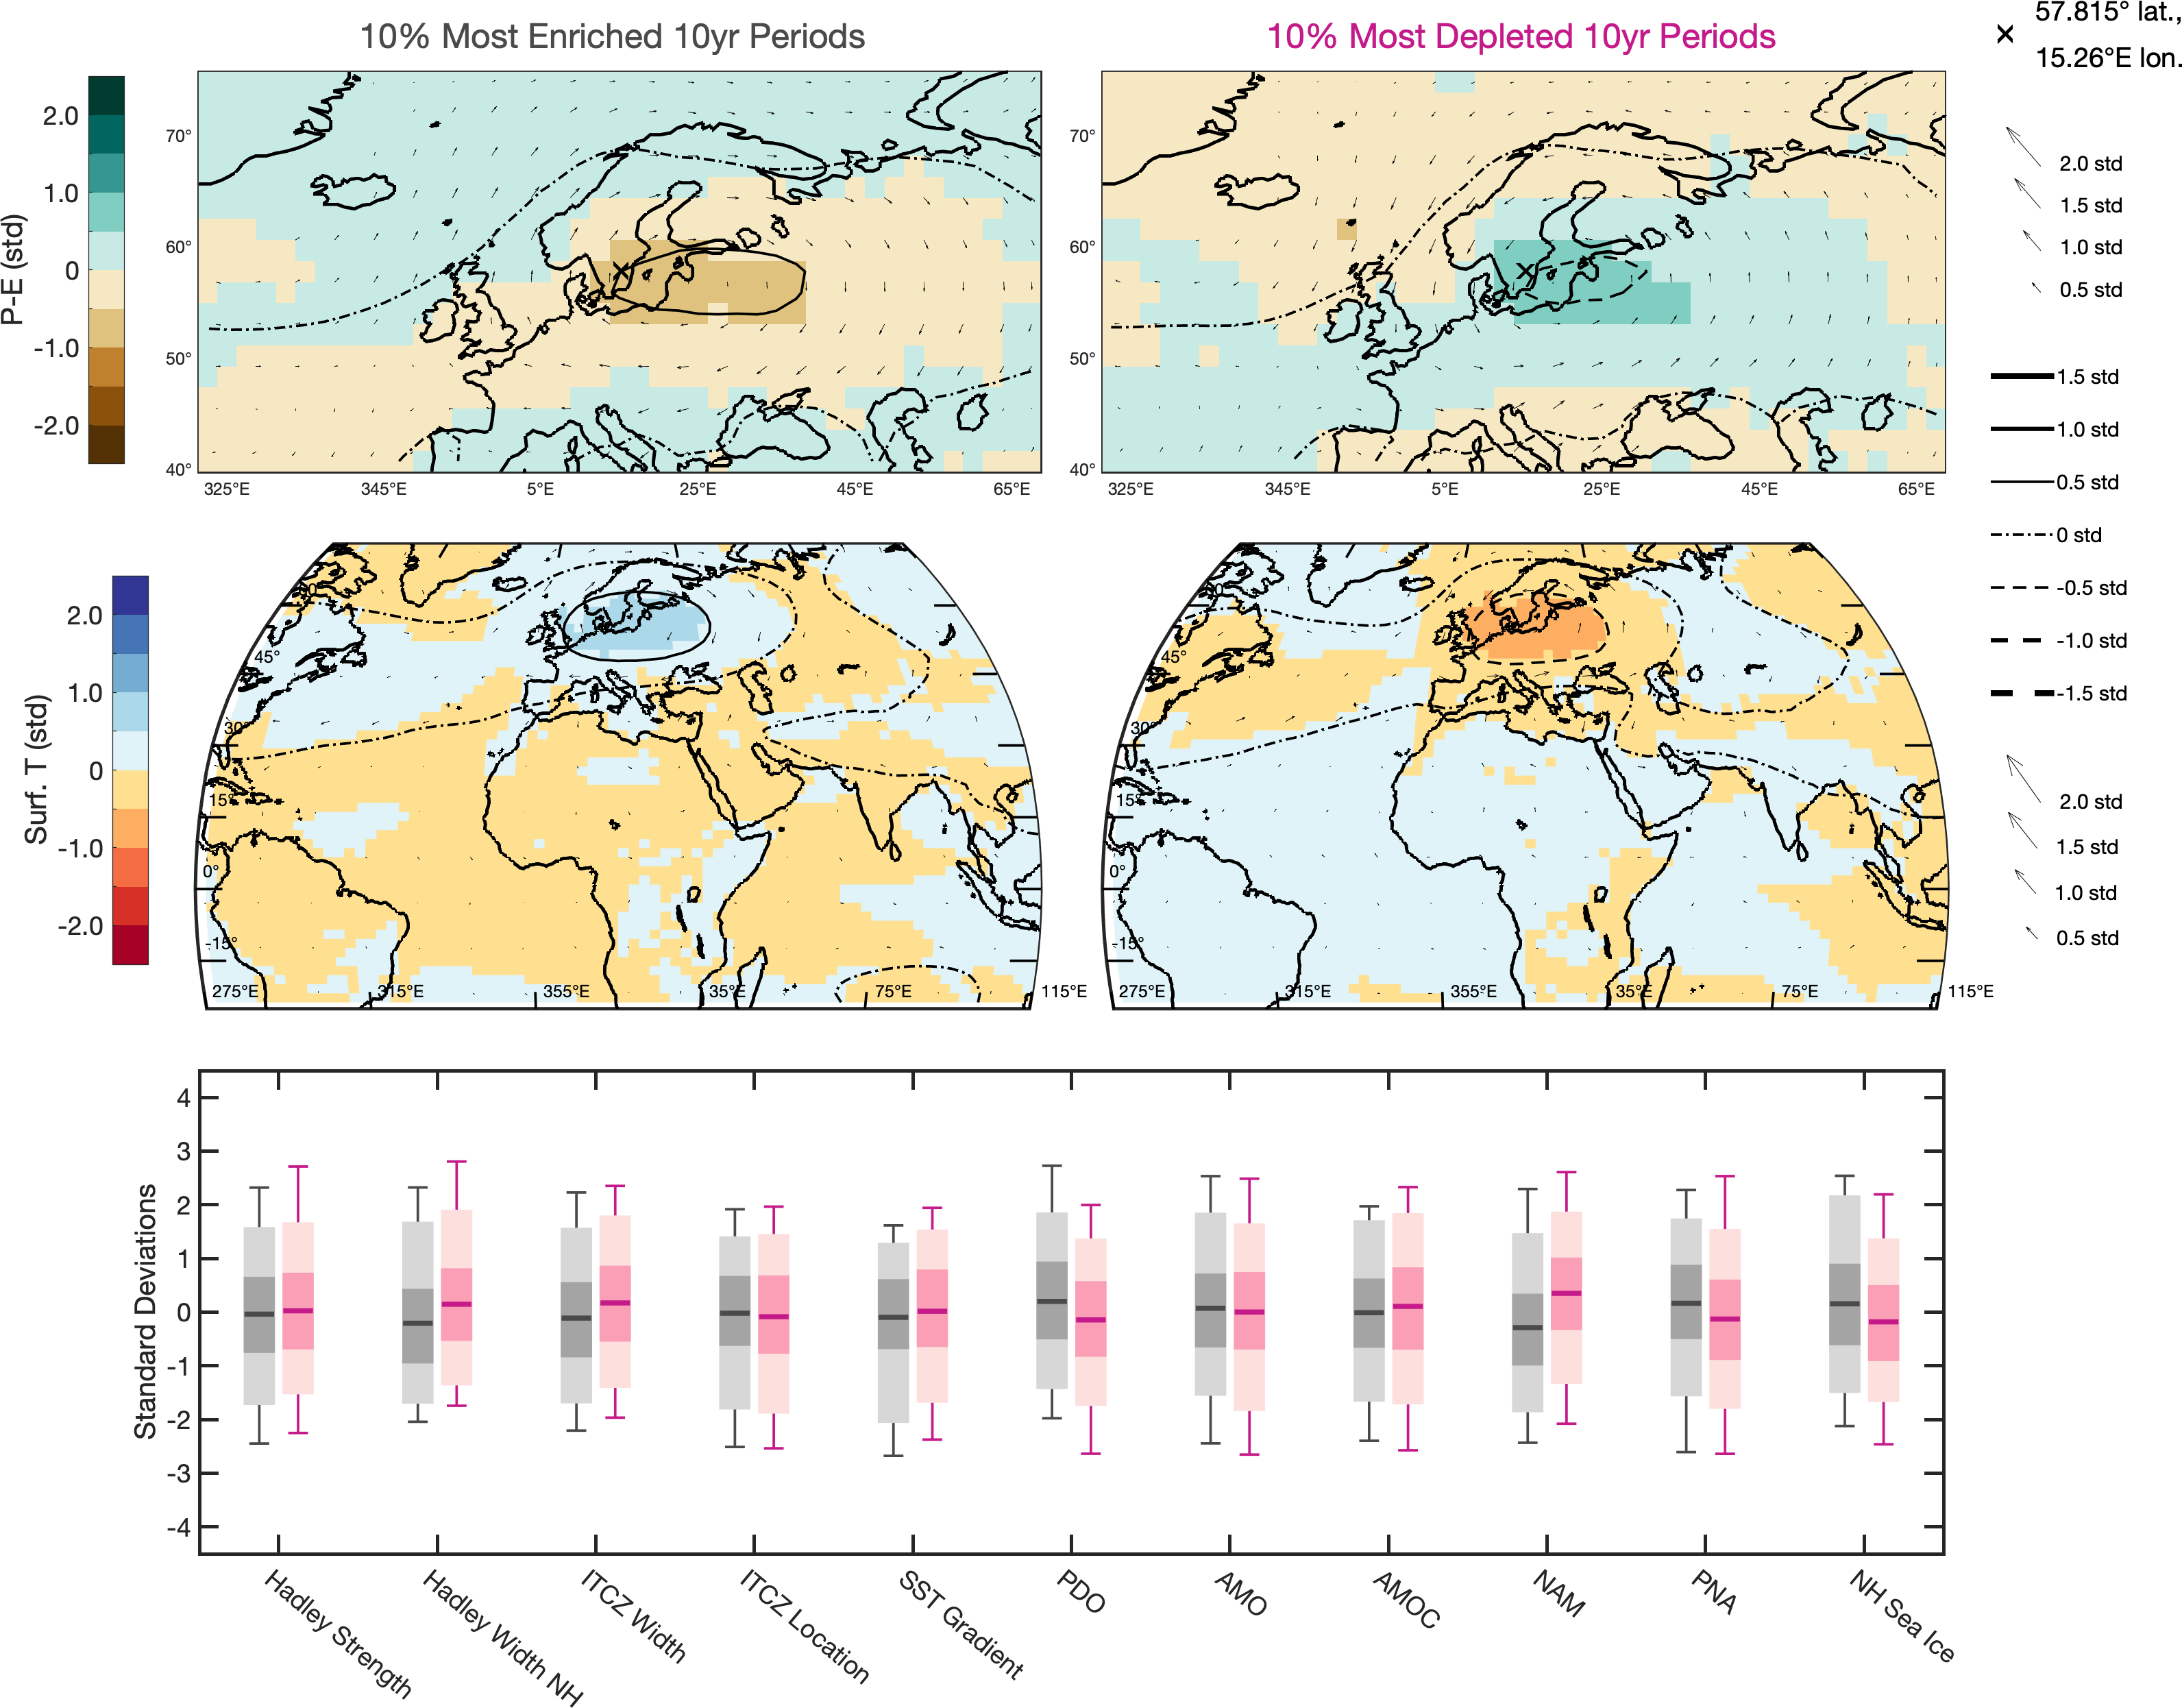 10% Most Enriched 10yr Periods
10% Most Depleted 10yr Periods
57.815° lat.,
15.26°E lon.
P-E (std)
2.0
1.0
0
-1.0
-2.0
70°
60°
50°
40°
325°E 345°E 5°E 25°E 45°E 65°E
70°
60°
50°
40°
325°E 345°E 5°E 25°E 45°E 65°E
2.0 std
1.5 std
1.0 std
0.5 std
1.5 std
1.0 std
0.5 std
0 std
-0.5 std
-1.0 std
-1.5 std
Surf. T (std)
2.0
1.0
0
-1.0
-2.0
45°
30°
15°
0°
-15°
275°E 315°E 355°E 35°E 75°E 115°E
45°
30°
15°
0°
-15°
275°E 315°E 355°E 35°E 75°E 115°E
2.0 std
1.5 std
1.0 std
0.5 std
Standard Deviations
4
3
2
1
0
-1
-2
-3
-4
Hadley Strength
Hadley Width NH
ITCZ Width
ITCZ Location
SST Gradient
PDO
AMO
AMOC
NAM
PNA
NH Sea Ice